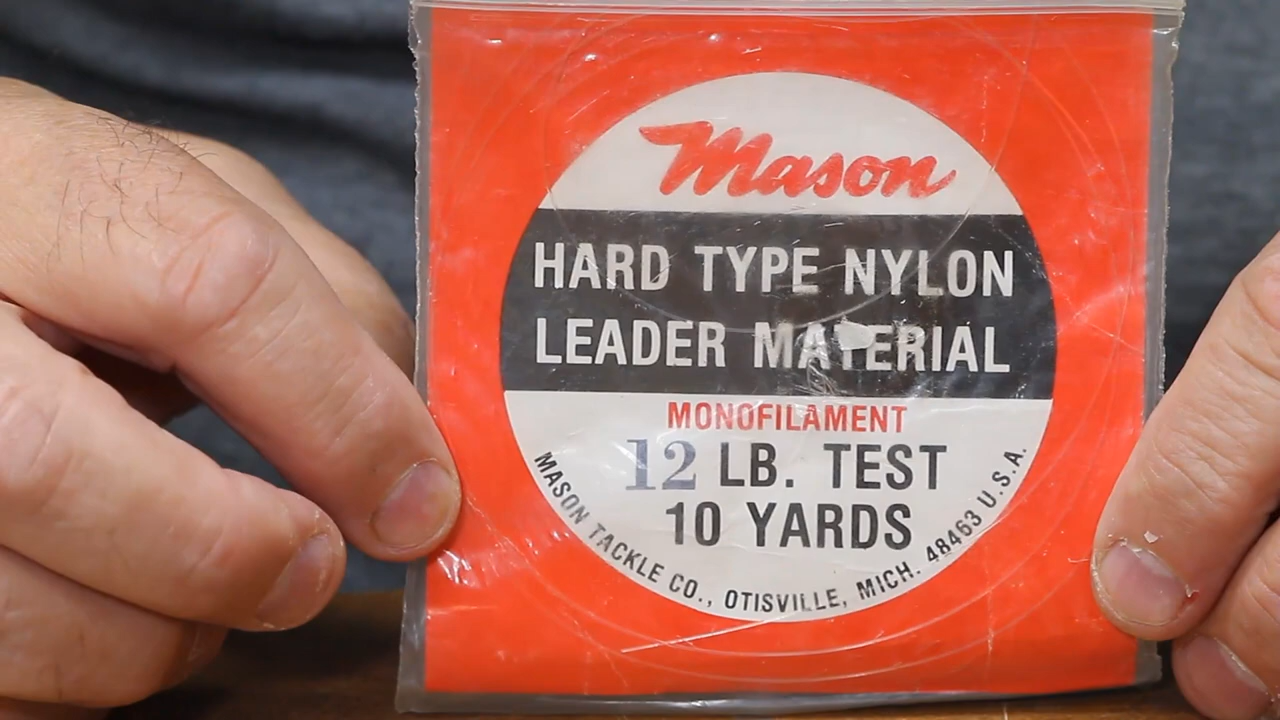 Mason
HARD TYPE NYLON
LEADER MATERIAL
MONOFILAMENT
12 LB. TEST
10 YARDS
MASON TACKLE CO., OTISVILLE, MICH. 48463 U.S.A.